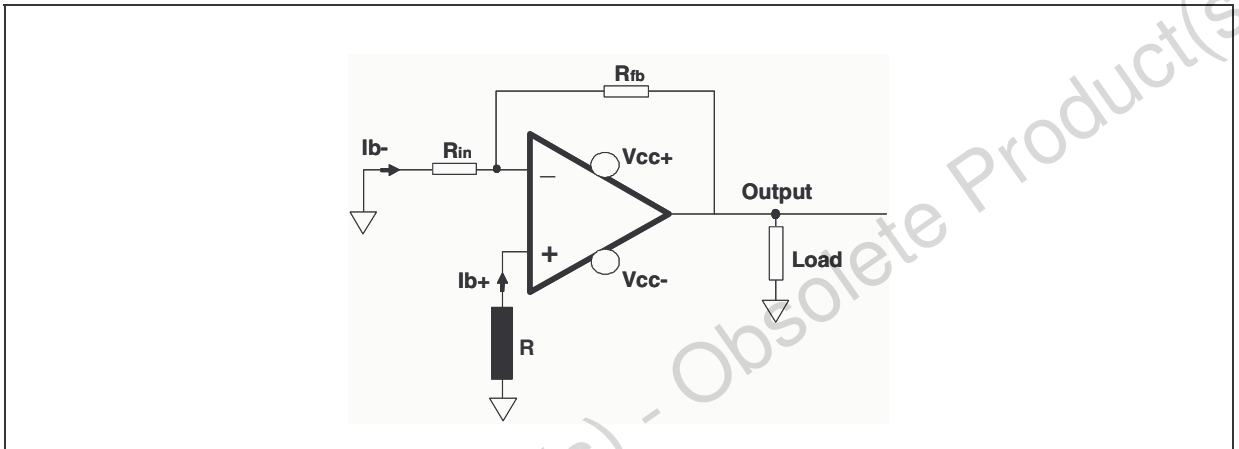 Rfb
Ib-
Rin
Vcc+
–
Output
+
Load
Ib+
Vcc-
R
- Obsolete Product(s